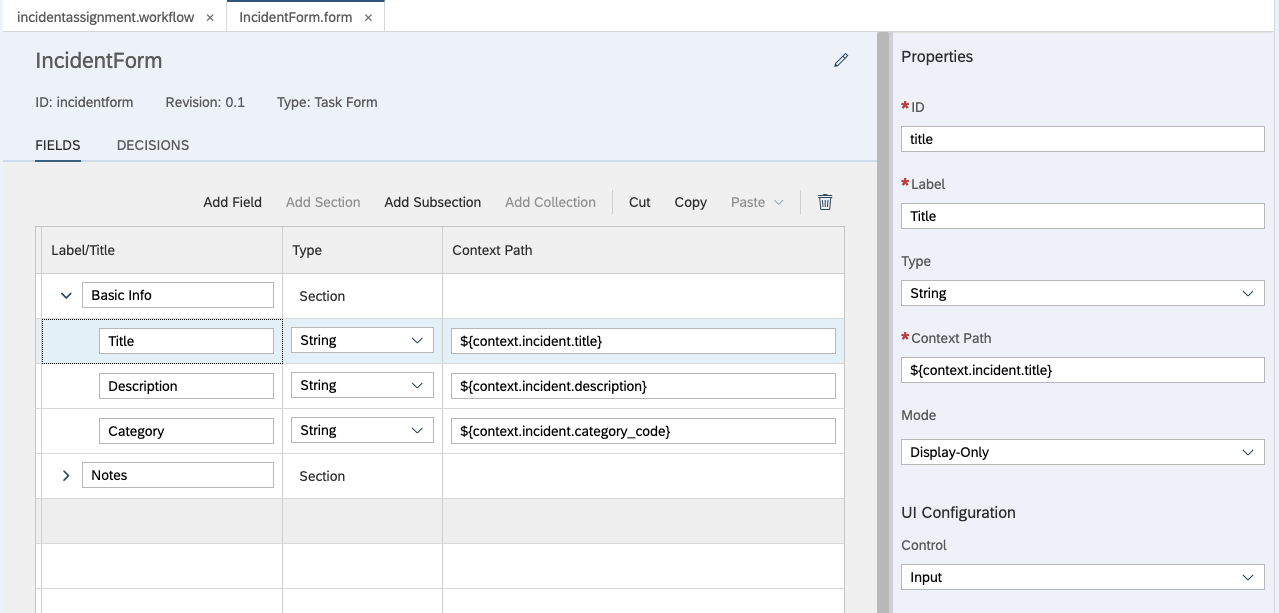 incidentassignment.workflow × IncidentForm.form ×
IncidentForm
ID: incidentform Revision: 0.1 Type: Task Form
FIELDS DECISIONS
Add Field Add Section Add Subsection Add Collection Cut Copy Paste
Label/Title Type Context Path
Basic Info Section
Title String ${context.incident.title}
Description String ${context.incident.description}
Category String ${context.incident.category_code}
Notes Section
Properties
*ID
title
*Label
Title
Type
String
*Context Path
${context.incident.title}
Mode
Display-Only
UI Configuration
Control
Input